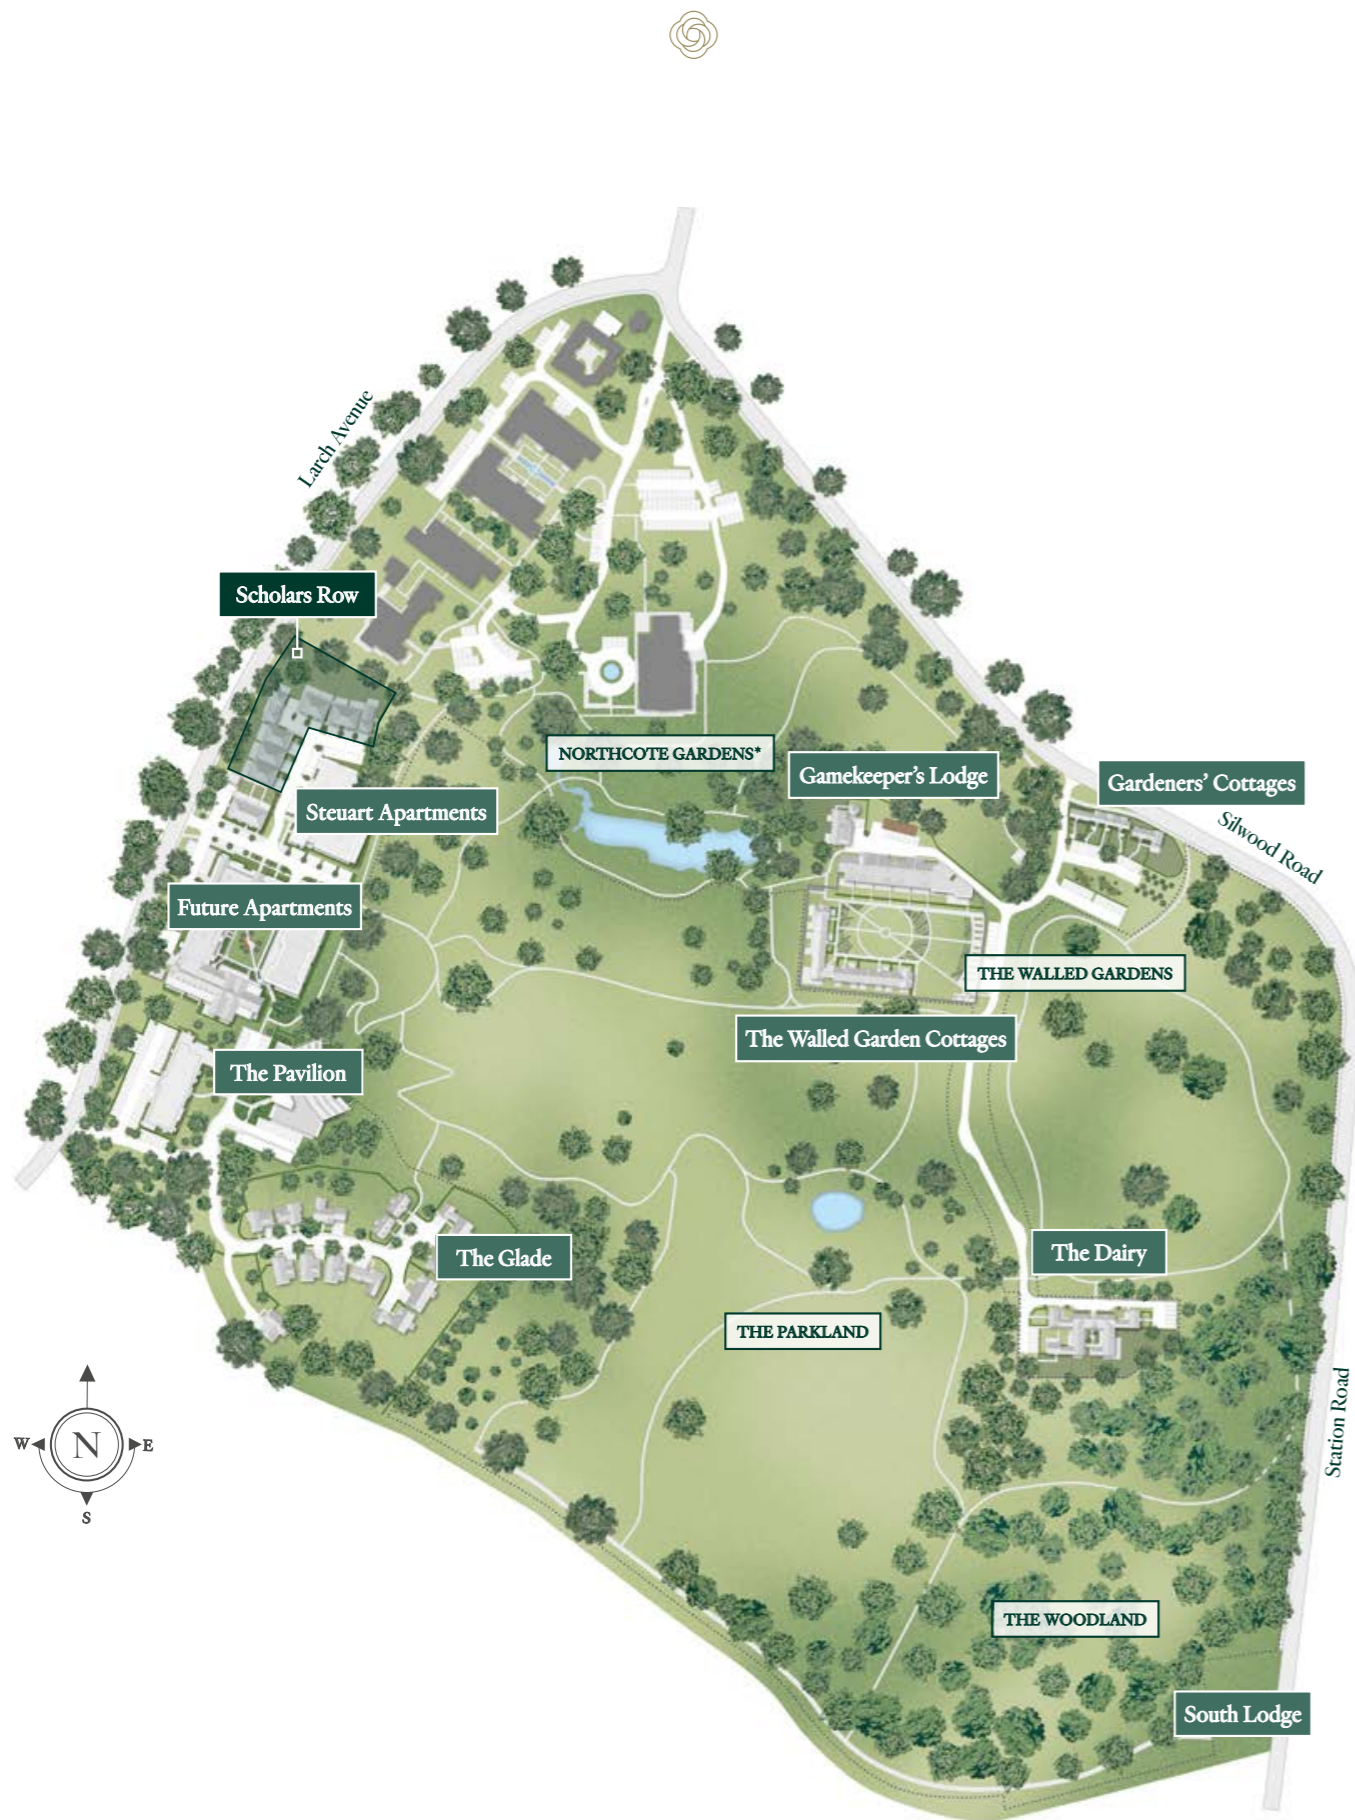 Larch Avenue
Scholars Row
NORTHCOTE GARDENS*
Gamekeeper's Lodge
Gardeners' Cottages
Steuart Apartments
Silwood Road
Future Apartments
THE WALLED GARDENS
The Walled Garden Cottages
The Pavilion
The Dairy
The Glade
THE PARKLAND
Station Road
W N E
S
THE WOODLAND
South Lodge